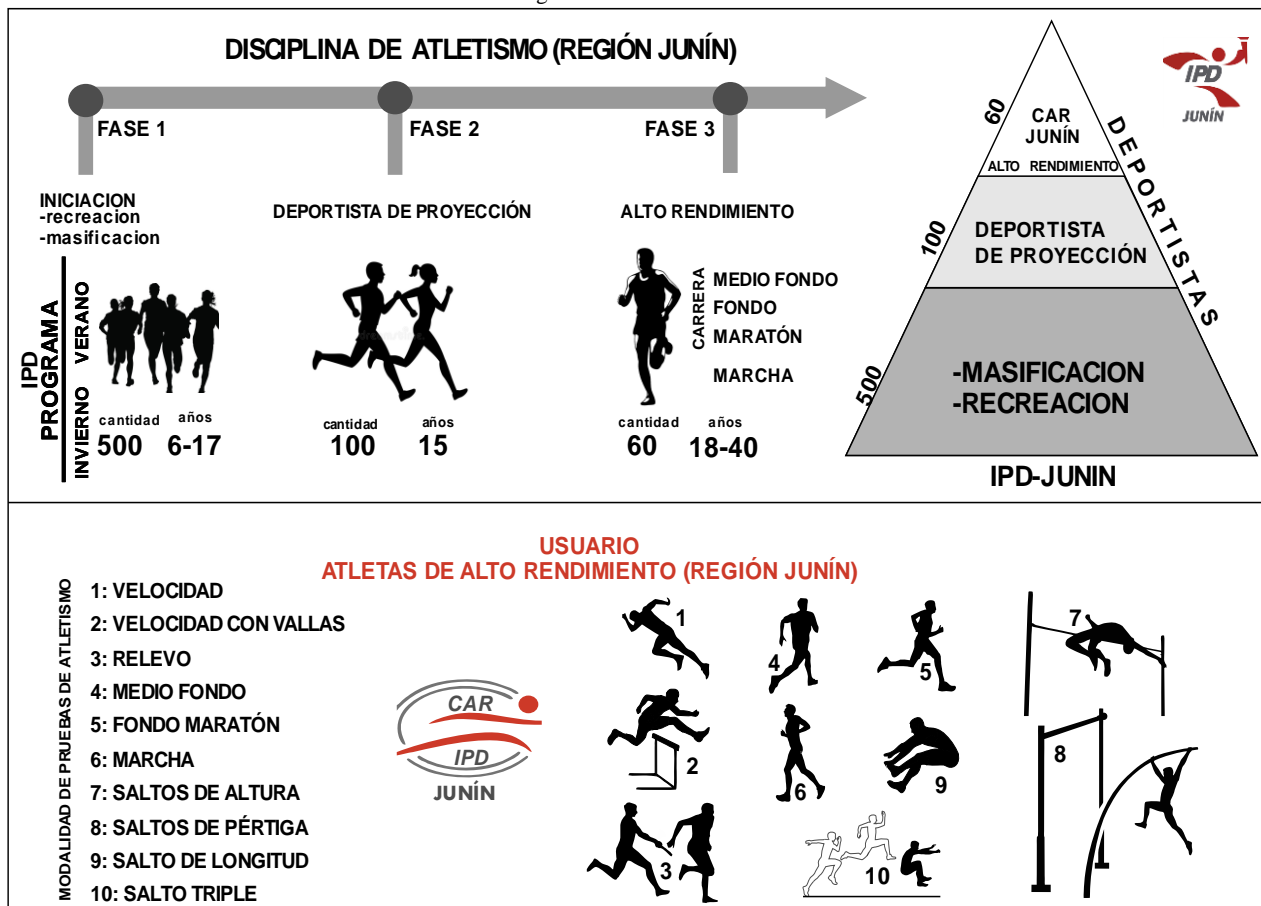 DISCIPLINA DE ATLETISMO (REGIÓN JUNÍN)
FASE 1
FASE 2
FASE 3
INICIACION
-recreacion
-masificacion
DEPORTISTA DE PROYECCIÓN
ALTO RENDIMIENTO
IPD
PROGRAMA
INVIERNO VERANO
cantidad años
500 6-17
cantidad años
100 15
CARRERA
MEDIO FONDO
FONDO
MARATÓN
MARCHA
cantidad años
60 18-40
IPD
JUNÍN
60
CAR
JUNÍN
ALTO RENDIMIENTO
100
DEPORTISTA
DE PROYECCIÓN
500
-MASIFICACION
-RECREACION
DEPORTISTAS
IPD-JUNIN
USUARIO
ATLETAS DE ALTO RENDIMIENTO (REGIÓN JUNÍN)
MODALIDAD DE PRUEBAS DE ATLETISMO
1: VELOCIDAD
2: VELOCIDAD CON VALLAS
3: RELEVO
4: MEDIO FONDO
5: FONDO MARATÓN
6: MARCHA
7: SALTOS DE ALTURA
8: SALTOS DE PÉRTIGA
9: SALTO DE LONGITUD
10: SALTO TRIPLE
CAR
IPD
JUNÍN
1
4
5
7
2
6
9
8
3
10